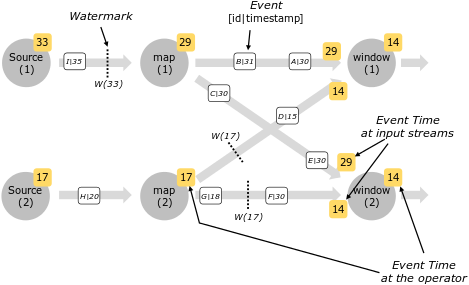 Watermark
Event
[id|timestamp]
33
29
29
14
Source
(1)
I|35
W(33)
map
(1)
B|31
A|30
window
(1)
14
C|30
D|15
W(17)
E|30
29
Event Time
at input streams
17
17
14
Source
(2)
H|20
map
(2)
G|18
F|30
W(17)
14
window
(2)
Event Time
at the operator